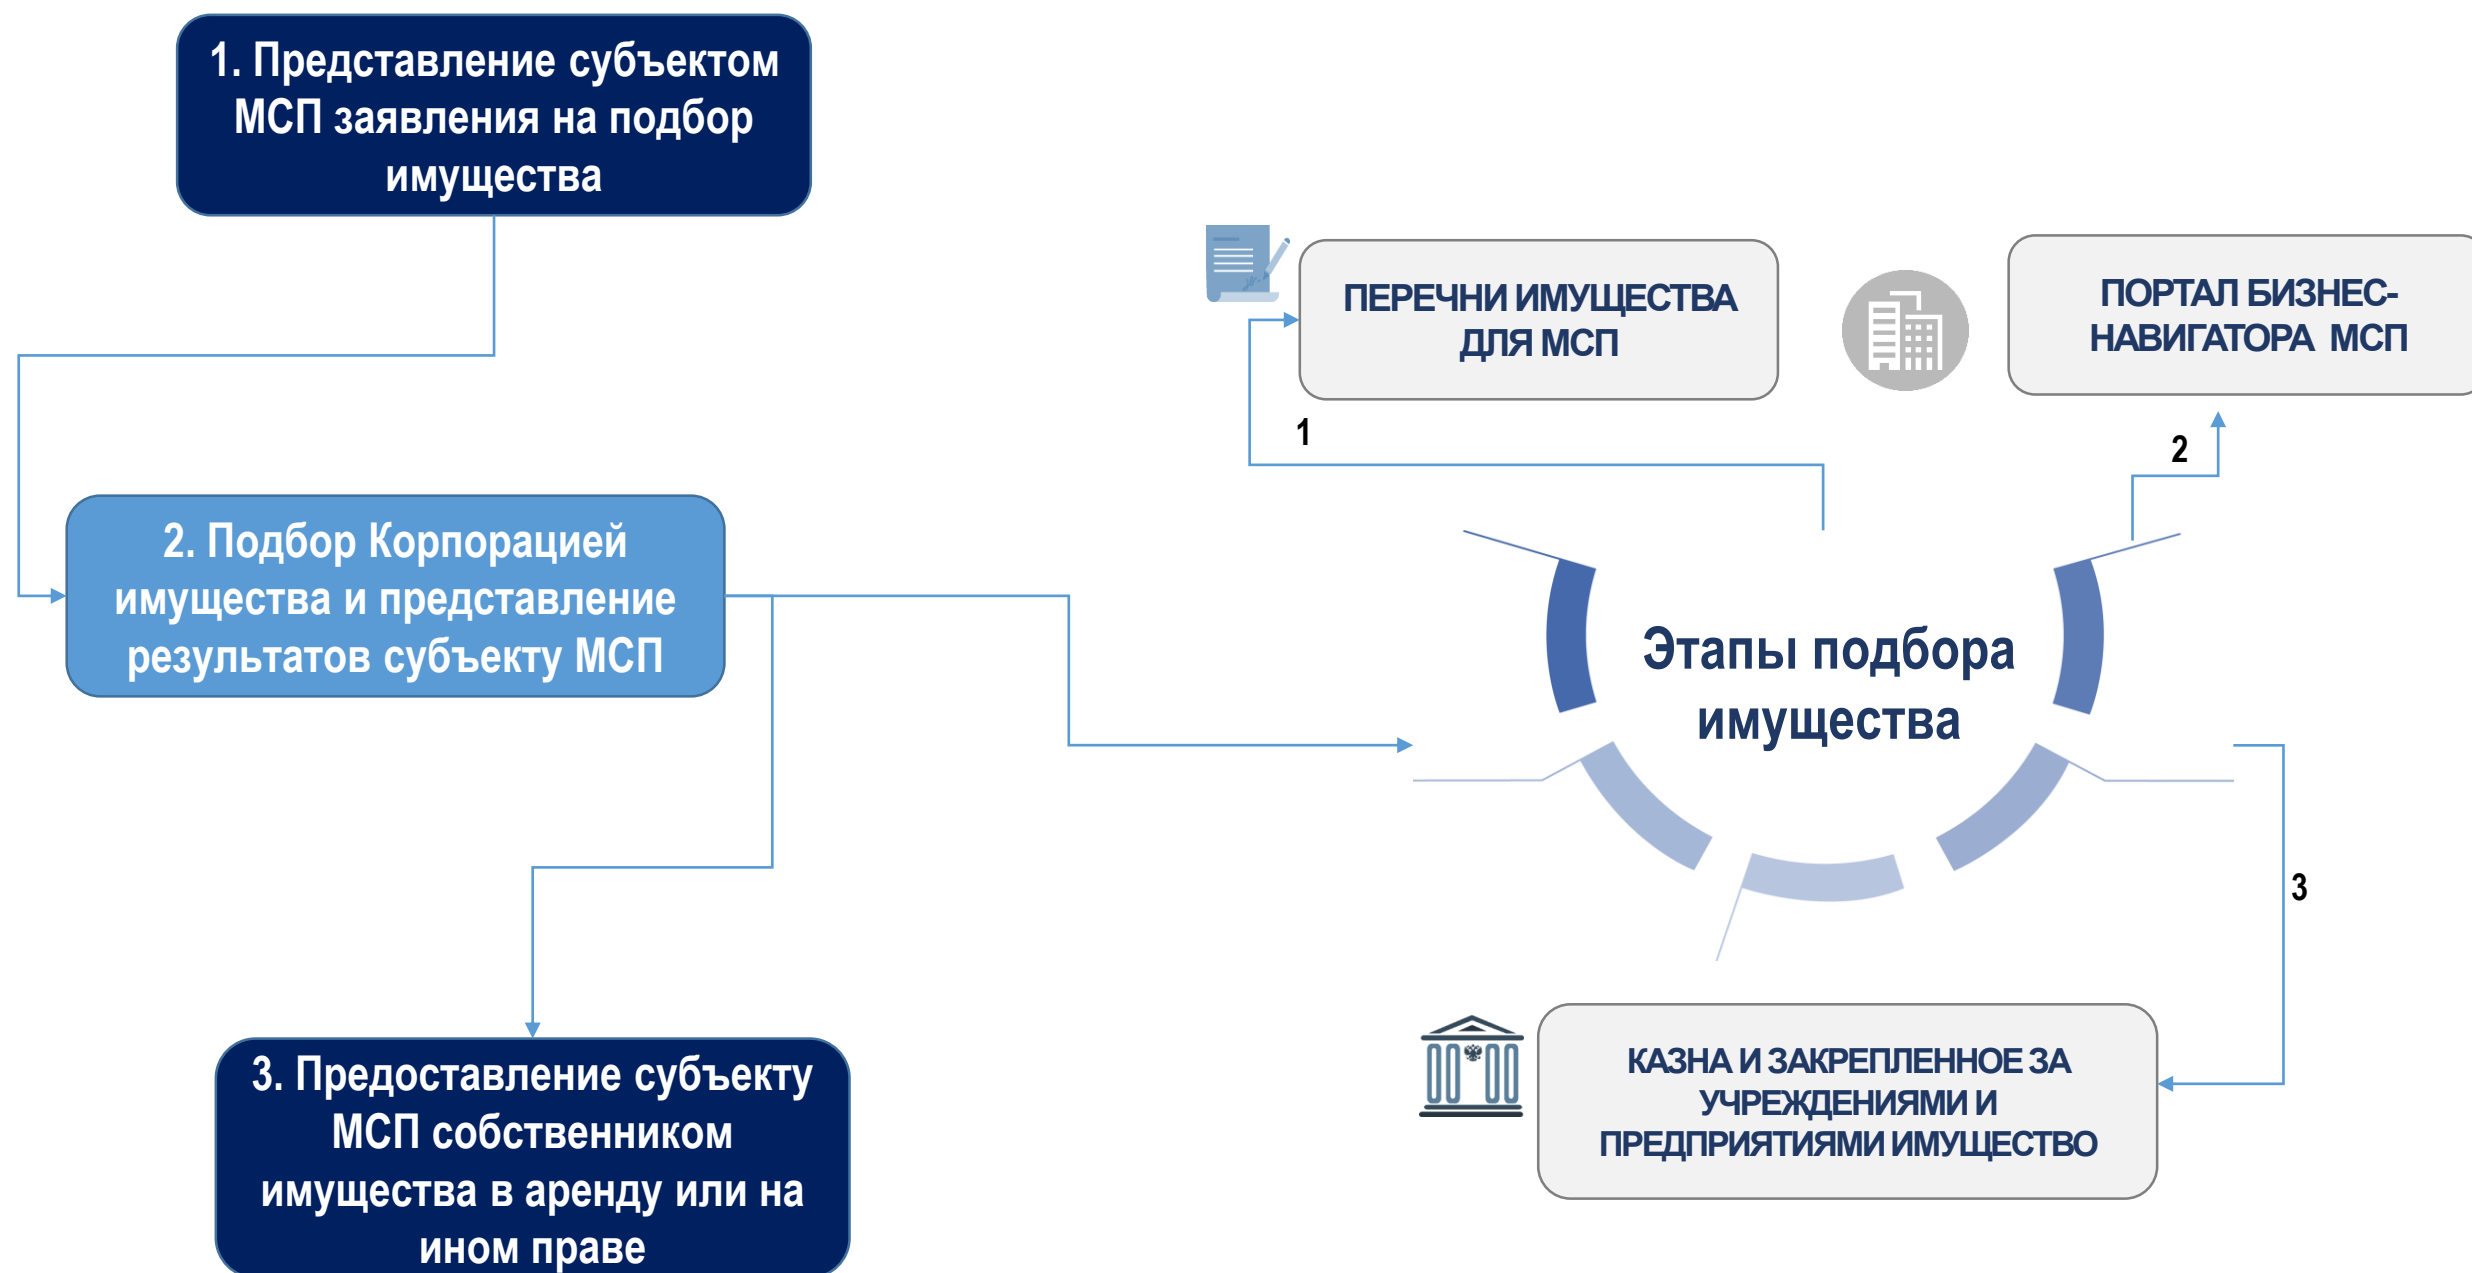 1. Представление субъектом
МСП заявления на подбор
имущества
2. Подбор Корпорацией
имущества и представление
результатов субъекту МСП
3. Предоставление субъекту
МСП собственником
имущества в аренду или на
ином праве
ПЕРЕЧНИ ИМУЩЕСТВА
ДЛЯ МСП
1
ПОРТАЛ БИЗНЕС-
НАВИГАТОРА МСП
2
Этапы подбора
имущества
3
КАЗНА И ЗАКРЕПЛЕННОЕ ЗА
УЧРЕЖДЕНИЯМИ И
ПРЕДПРИЯТИЯМИ ИМУЩЕСТВО